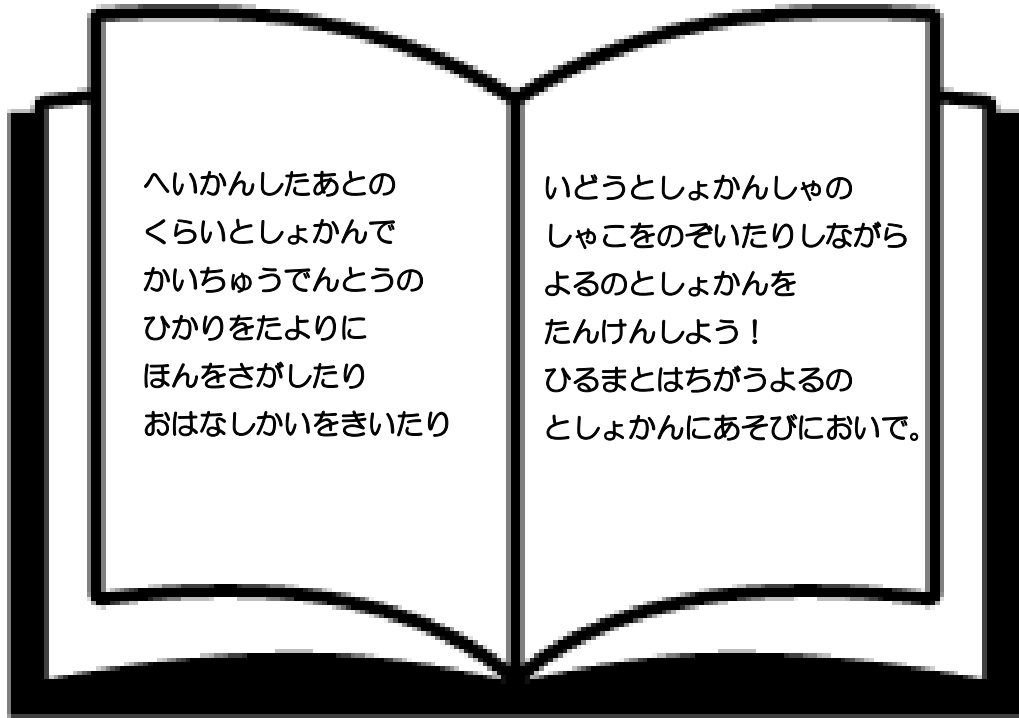 へいかんしたあとの
くらいとしょかんで
かいちゅうでんとうの
ひかりをたよりに
ほんをさがしたり
おはなしかいをきいたり
いどうとしょかんしゃの
しゃこをのぞいたりしながら
よるのとしょかんを
たんけんしよう！
ひるまとはちがうよるの
としょかんにあそびにおいで。